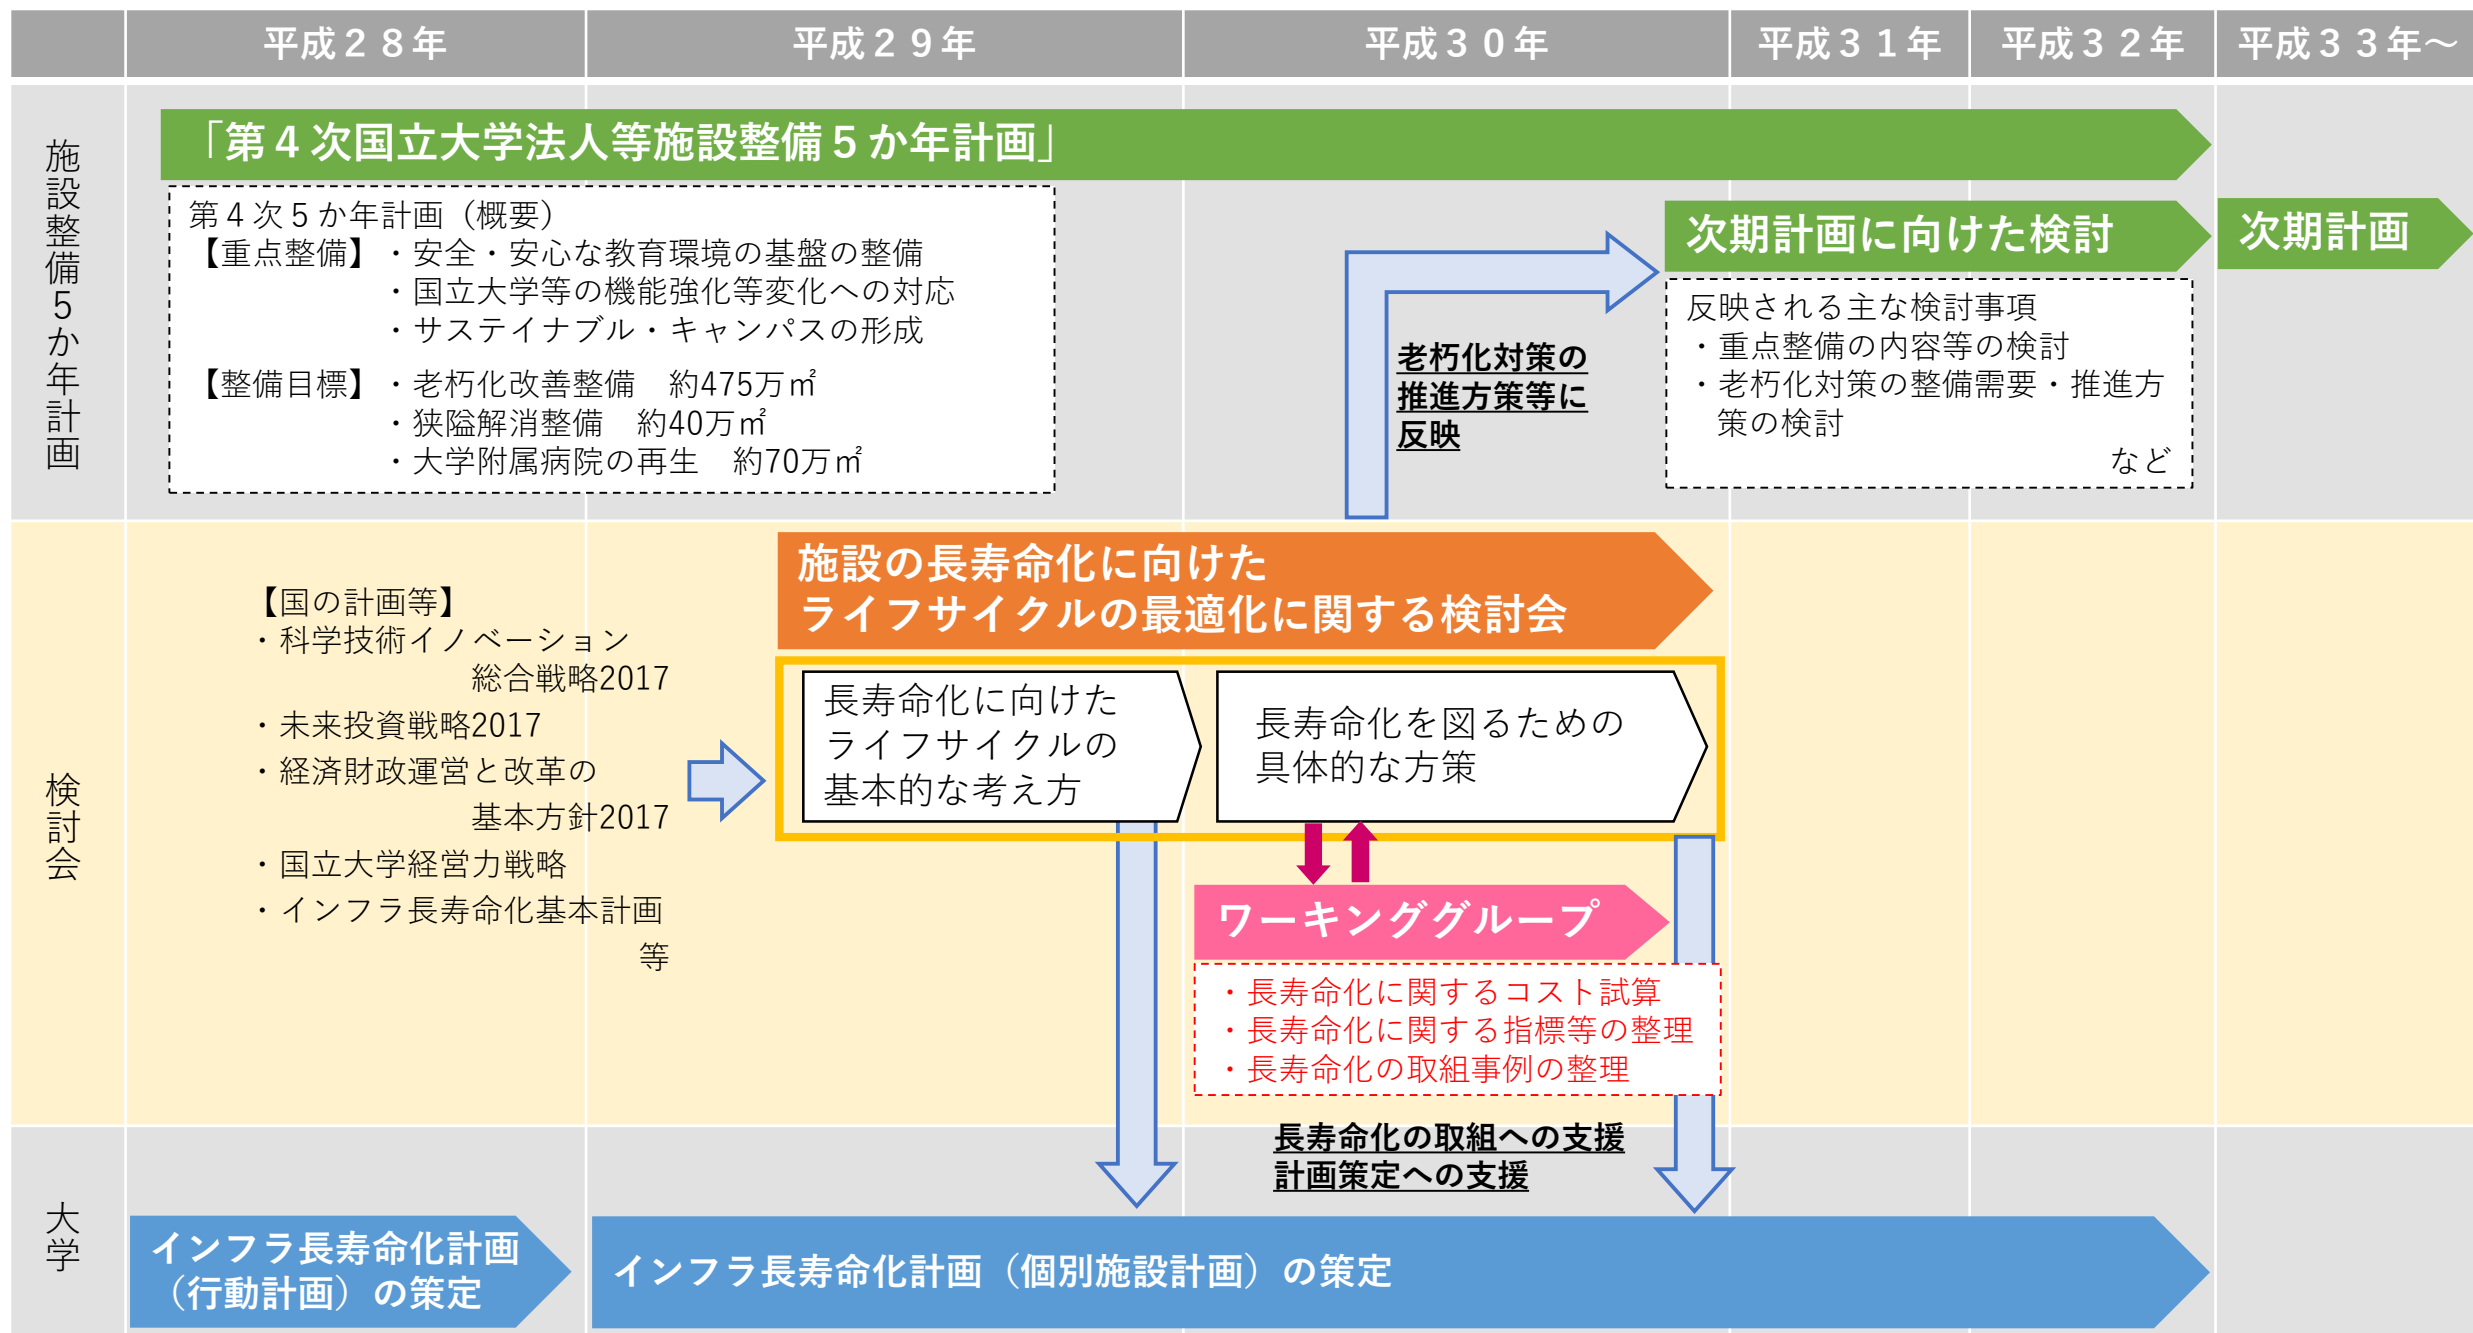 平成２８年
平成２９年
平成３０年
平成３１年
平成３２年
平成３３年～
施設整備５か年計画
「第４次国立大学法人等施設整備５か年計画」
第４次５か年計画（概要）
【重点整備】・安全・安心な教育環境の基盤の整備
・国立大学等の機能強化等変化への対応
・サステイナブル・キャンパスの形成
【整備目標】・老朽化改善整備　約475万㎡
・狭隘解消整備　約40万㎡
・大学附属病院の再生　約70万㎡
老朽化対策の
推進方策等に
反映
次期計画に向けた検討
反映される主な検討事項
・重点整備の内容等の検討
・老朽化対策の整備需要・推進方
策の検討
など
次期計画
検討会
【国の計画等】
・科学技術イノベーション
総合戦略2017
・未来投資戦略2017
・経済財政運営と改革の
基本方針2017
・国立大学経営力戦略
・インフラ長寿命化基本計画
等
施設の長寿命化に向けた
ライフサイクルの最適化に関する検討会
長寿命化に向けた
ライフサイクルの
基本的な考え方
長寿命化を図るための
具体的な方策
ワーキンググループ
・長寿命化に関するコスト試算
・長寿命化に関する指標等の整理
・長寿命化の取組事例の整理
長寿命化の取組への支援
計画策定への支援
大学
インフラ長寿命化計画
（行動計画）の策定
インフラ長寿命化計画（個別施設計画）の策定